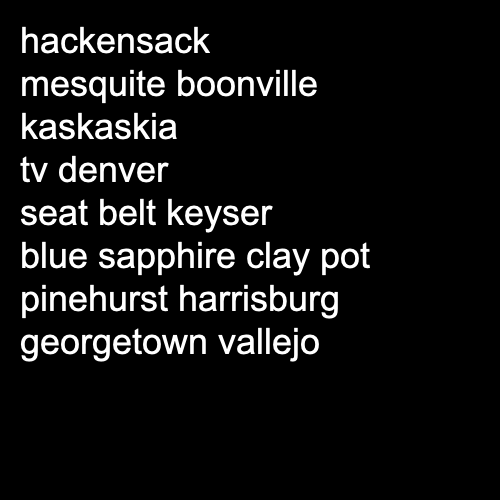 hackensack
mesquite boonville
kaskaskia
tv denver
seat belt keyser
blue sapphire clay pot
pinehurst harrisburg
georgetown vallejo